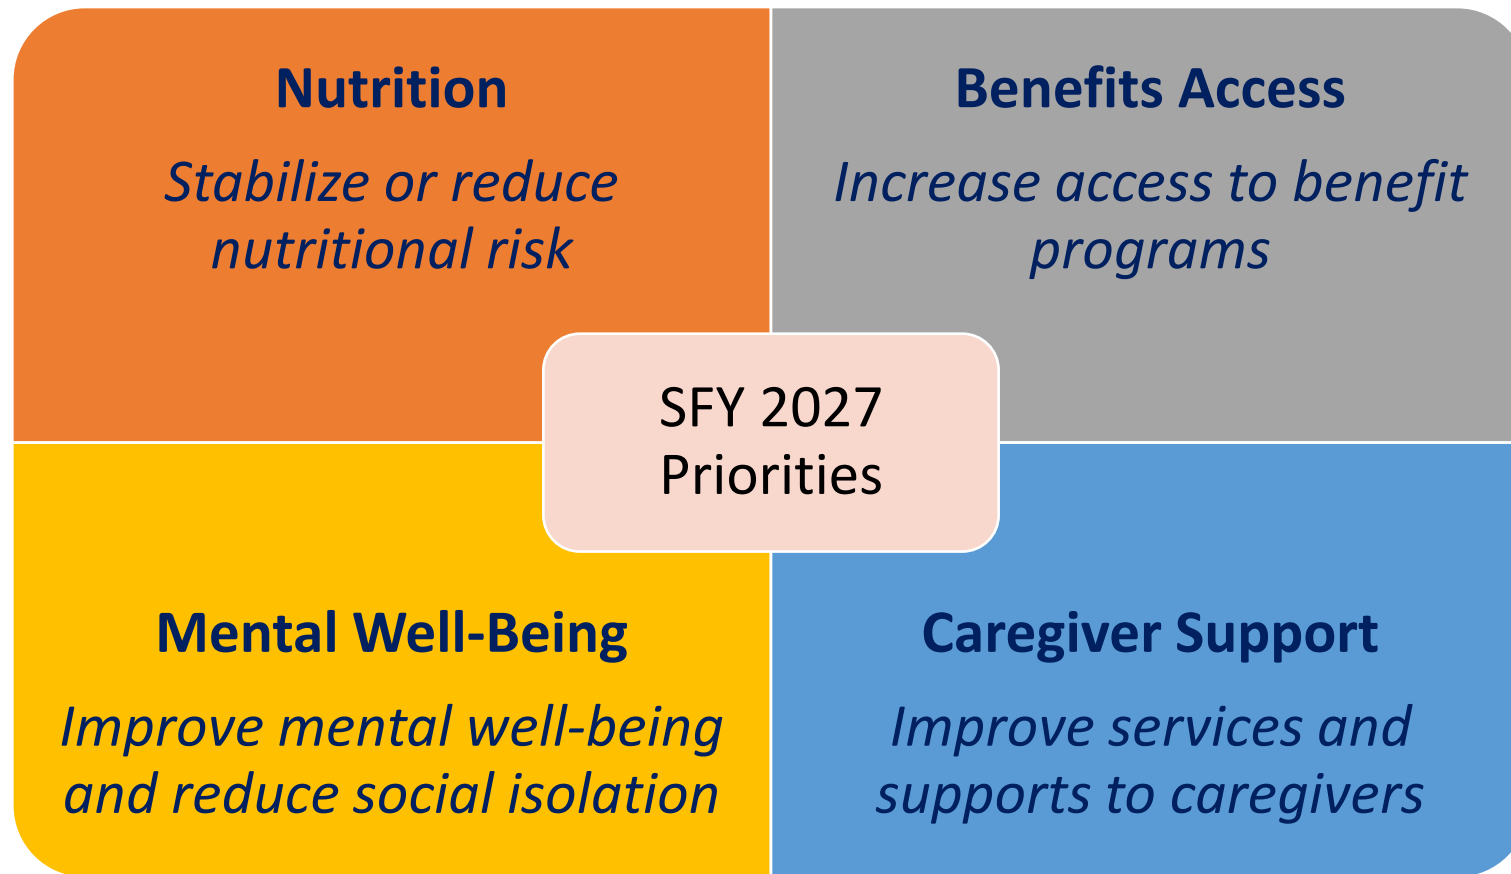 Nutrition
Stabilize or reduce
nutritional risk
Benefits Access
Increase access to benefit
programs
SFY 2027
Priorities
Mental Well-Being
Improve mental well-being
and reduce social isolation
Caregiver Support
Improve services and
supports to caregivers